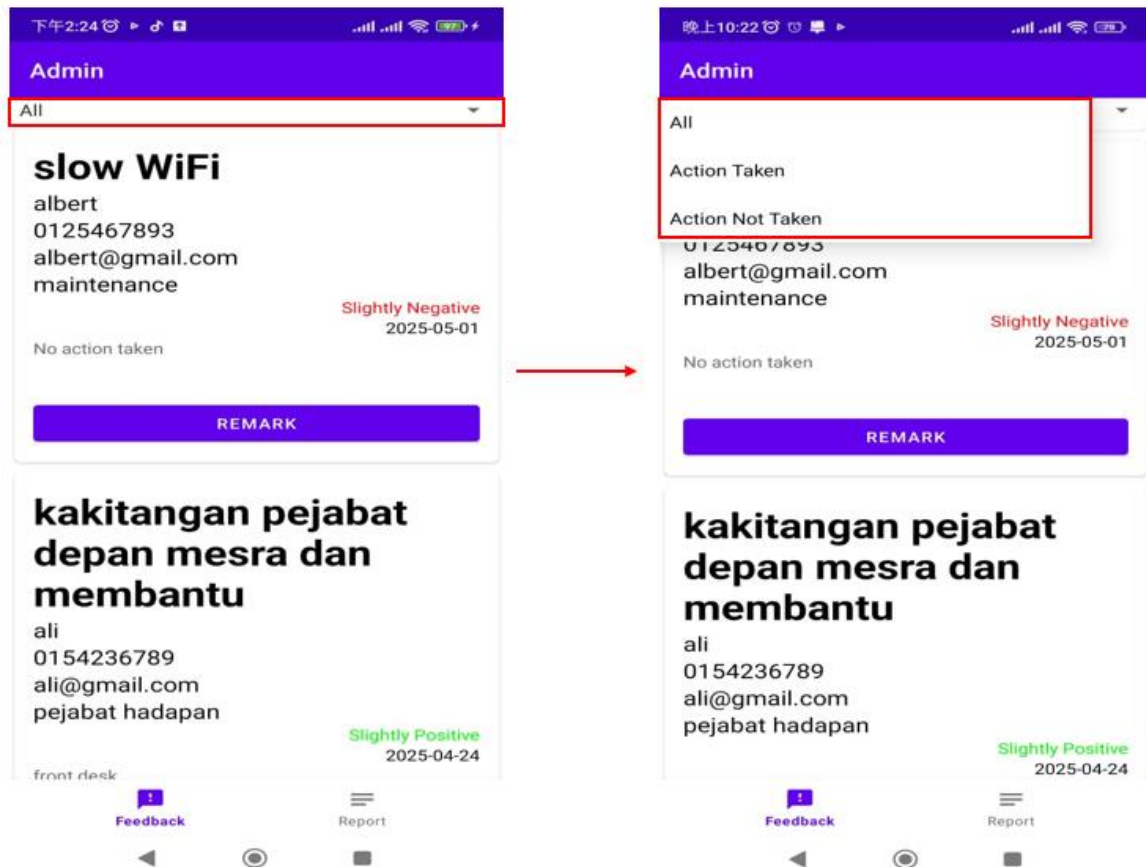 下午2:24
97
Admin
All
slow WiFi
albert
0125467893
albert@gmail.com
maintenance
Slightly Negative
2025-05-01
No action taken
REMARK
kakitangan pejabat
depan mesra dan
membantu
ali
0154236789
ali@gmail.com
pejabat hadapan
Slightly Positive
2025-04-24
front desk
Feedback
Report
晚上10:22
29
Admin
All
Action Taken
Action Not Taken
0125467893
albert@gmail.com
maintenance
Slightly Negative
2025-05-01
No action taken
REMARK
kakitangan pejabat
depan mesra dan
membantu
ali
0154236789
ali@gmail.com
pejabat hadapan
Slightly Positive
2025-04-24
Feedback
Report